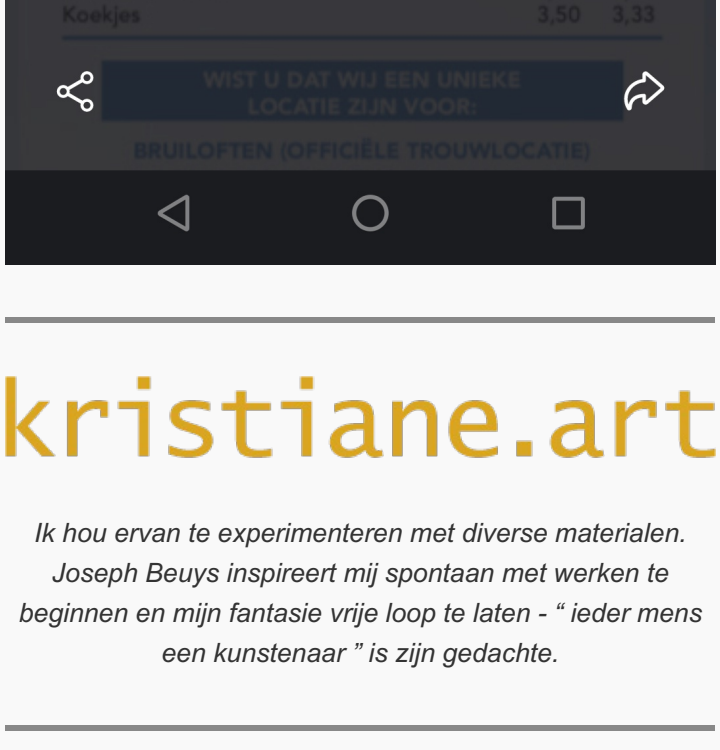 Koekjes 3,50 3,33
WIST U DAT WIJ EEN UNIEKE
LOCATIE ZIJN VOOR:
BRUILOFTEN (OFFICIËLE TROUWLOCATIE)
kristiane.art
Ik hou ervan te experimenteren met diverse materialen.
Joseph Beuys inspireert mij spontaan met werken te
beginnen en mijn fantasie vrije loop te laten - “ ieder mens
een kunstenaar ” is zijn gedachte.